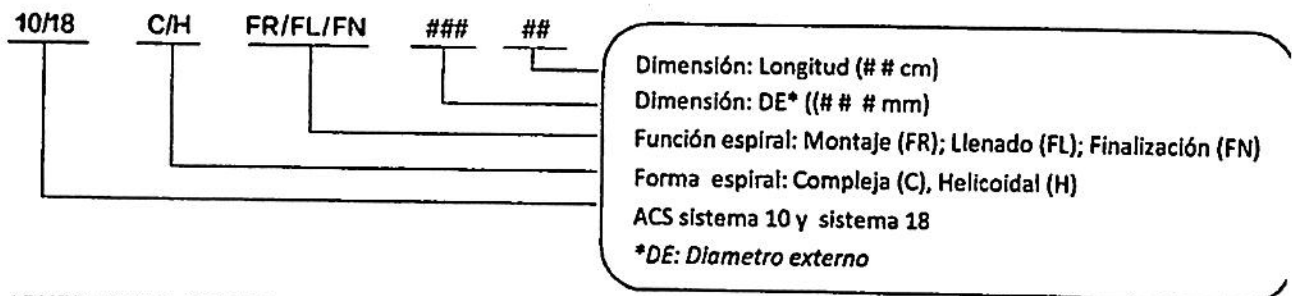 10/18 C/H FR/FL/FN ### ##
Dimensión: Longitud (# # cm)
Dimensión: DE* ((# # # mm)
Función espiral: Montaje (FR); Llenado (FL); Finalización (FN)
Forma espiral: Compleja (C), Helicoidal (H)
ACS sistema 10 y sistema 18
*DE: Diametro externo